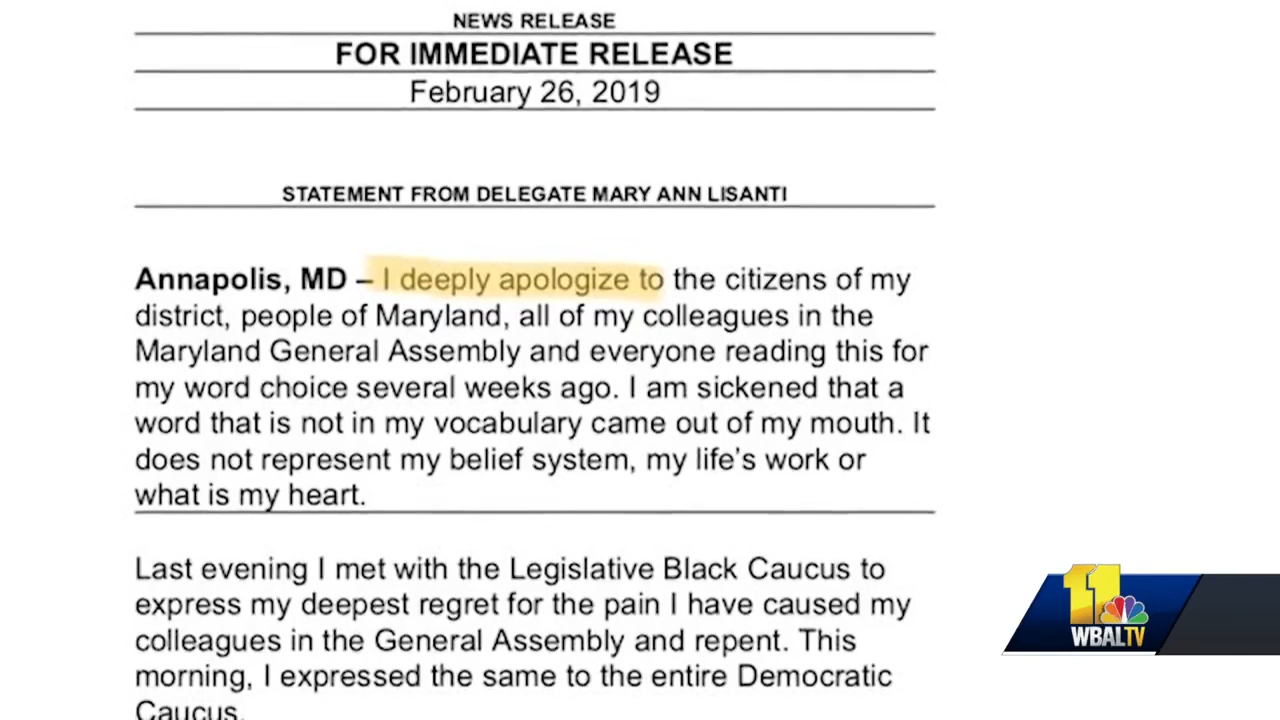 NEWS RELEASE
FOR IMMEDIATE RELEASE
February 26, 2019
STATEMENT FROM DELEGATE MARY ANN LISANTI
Annapolis, MD – I deeply apologize to the citizens of my
district, people of Maryland, all of my colleagues in the
Maryland General Assembly and everyone reading this for
my word choice several weeks ago. I am sickened that a
word that is not in my vocabulary came out of my mouth. It
does not represent my belief system, my life’s work or
what is my heart.
Last evening I met with the Legislative Black Caucus to
express my deepest regret for the pain I have caused my
colleagues in the General Assembly and repent. This
morning, I expressed the same to the entire Democratic
Caucus.
11
WBALTV